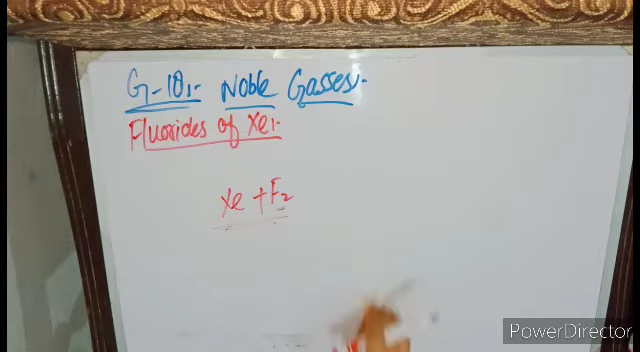 G-18:- Noble Gasses:-
Fluorides of Xe:-
Xe + F2
PowerDirector